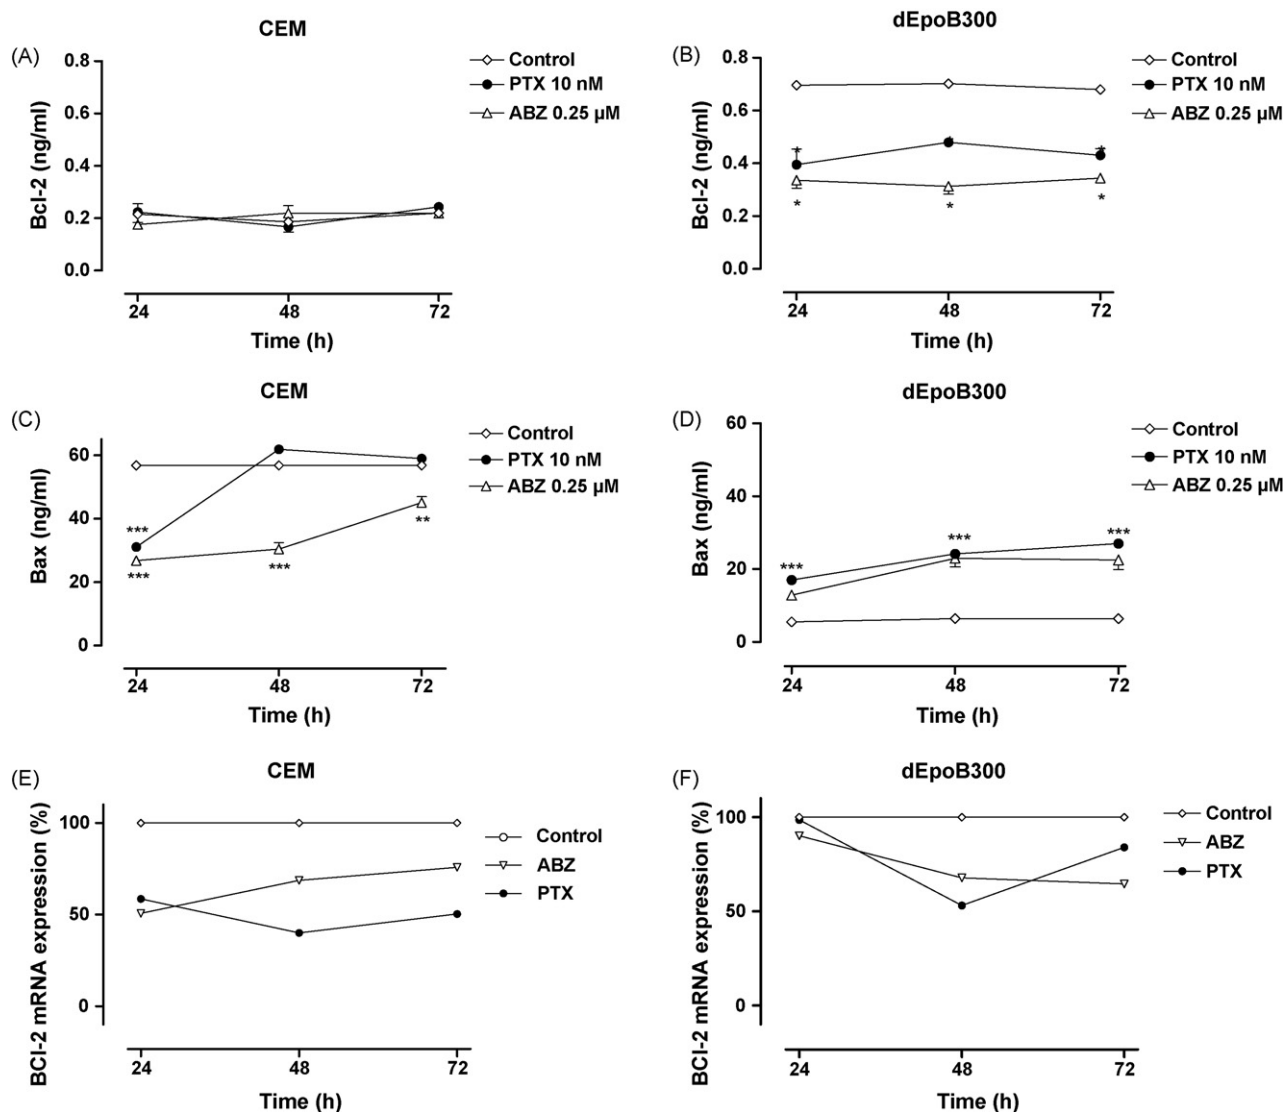 CEM
(A)
Control
PTX 10 nM
ABZ 0.25 µM
Bcl-2 (ng/ml)
0.8
0.6
0.4
0.2
0.0
24 48 72
Time (h)
dEpoB300
(B)
Control
PTX 10 nM
ABZ 0.25 µM
Bcl-2 (ng/ml)
0.8
0.6
0.4
0.2
0.0
* * *
* * *
24 48 72
Time (h)
CEM
(C)
Control
PTX 10 nM
ABZ 0.25 µM
Bax (ng/ml)
60
40
20
0
***
*** *** **
24 48 72
Time (h)
dEpoB300
(D)
Control
PTX 10 nM
ABZ 0.25 µM
Bax (ng/ml)
60
40
20
0
*** *** ***
24 48 72
Time (h)
CEM
(E)
Control
ABZ
PTX
BCl-2 mRNA expression (%)
100
50
0
24 48 72
Time (h)
dEpoB300
(F)
Control
ABZ
PTX
BCl-2 mRNA expression (%)
100
50
0
24 48 72
Time (h)